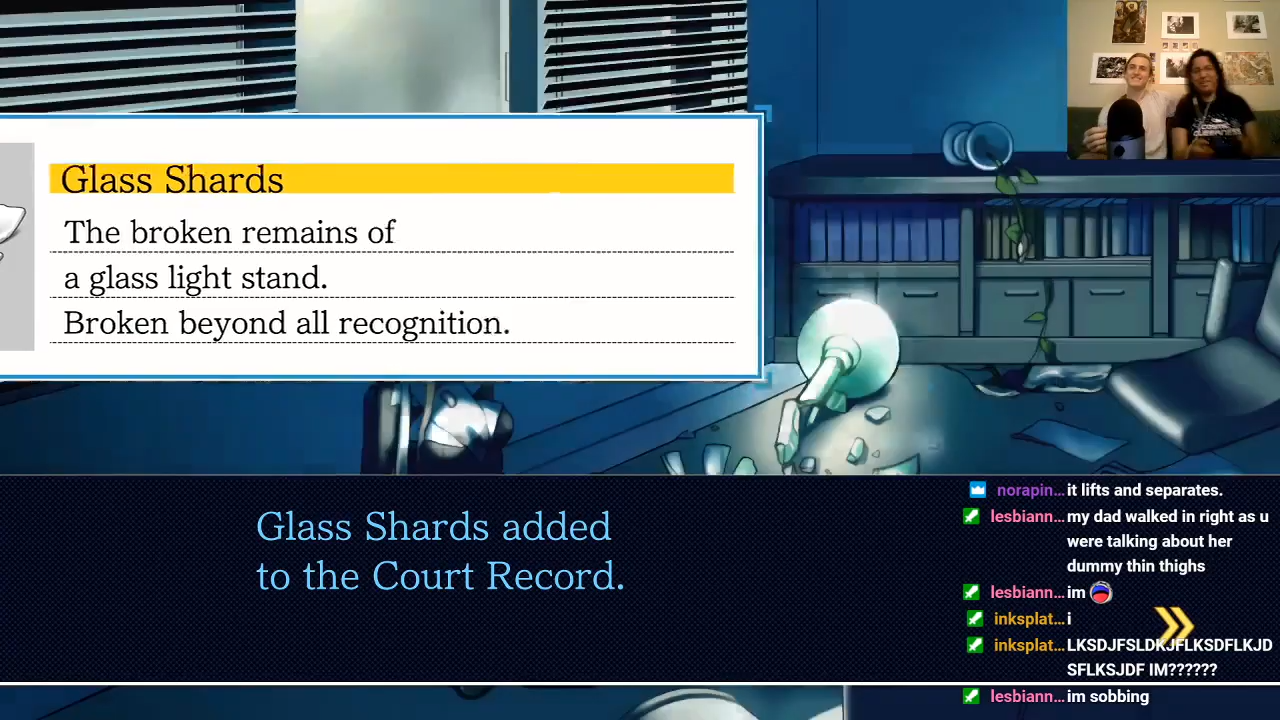 Glass Shards
The broken remains of
a glass light stand.
Broken beyond all recognition.
Glass Shards added
to the Court Record.
norapin... it lifts and separates.
lesbiann... my dad walked in right as u
were talking about her
dummy thin thighs
lesbiann... im
inksplat... i
inksplat... LKSDJFSLDKJFLKSDFLKJD
SFLKSJDF IM??????
lesbiann... im sobbing